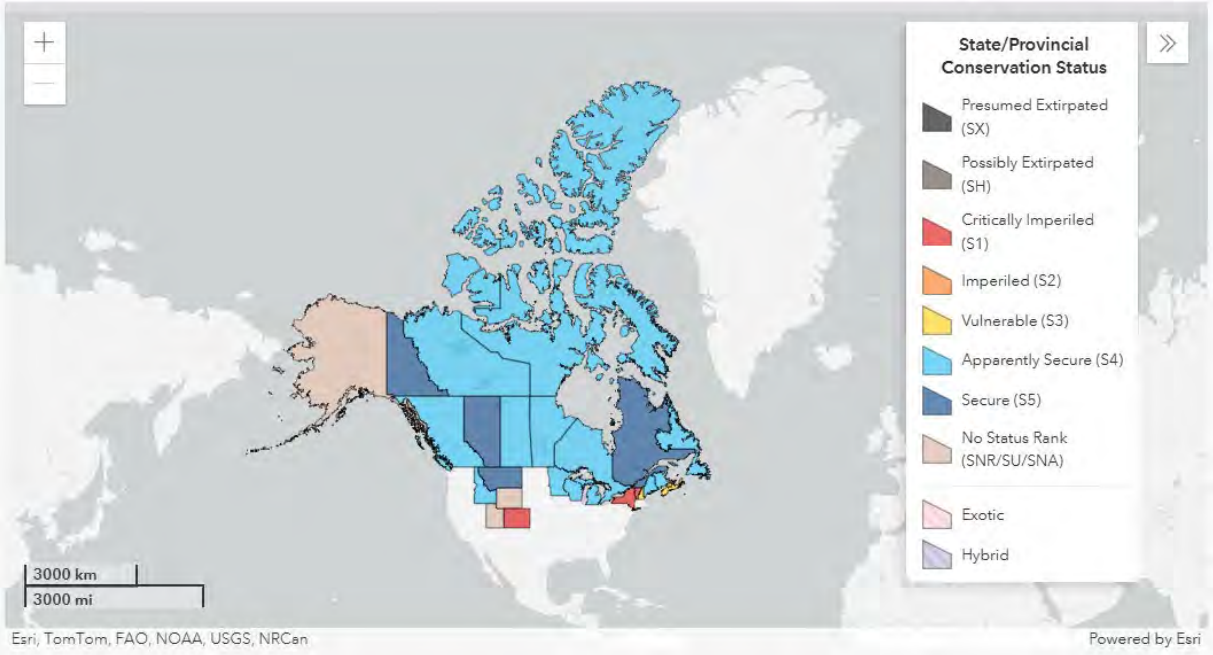 +
−
State/Provincial
Conservation Status
Presumed Extirpated
(SX)
Possibly Extirpated
(SH)
Critically Imperiled
(S1)
Imperiled (S2)
Vulnerable (S3)
Apparently Secure (S4)
Secure (S5)
No Status Rank
(SNR/SU/SNA)
Exotic
Hybrid
3000 km
3000 mi
Esri, TomTom, FAO, NOAA, USGS, NRCan
Powered by Esri